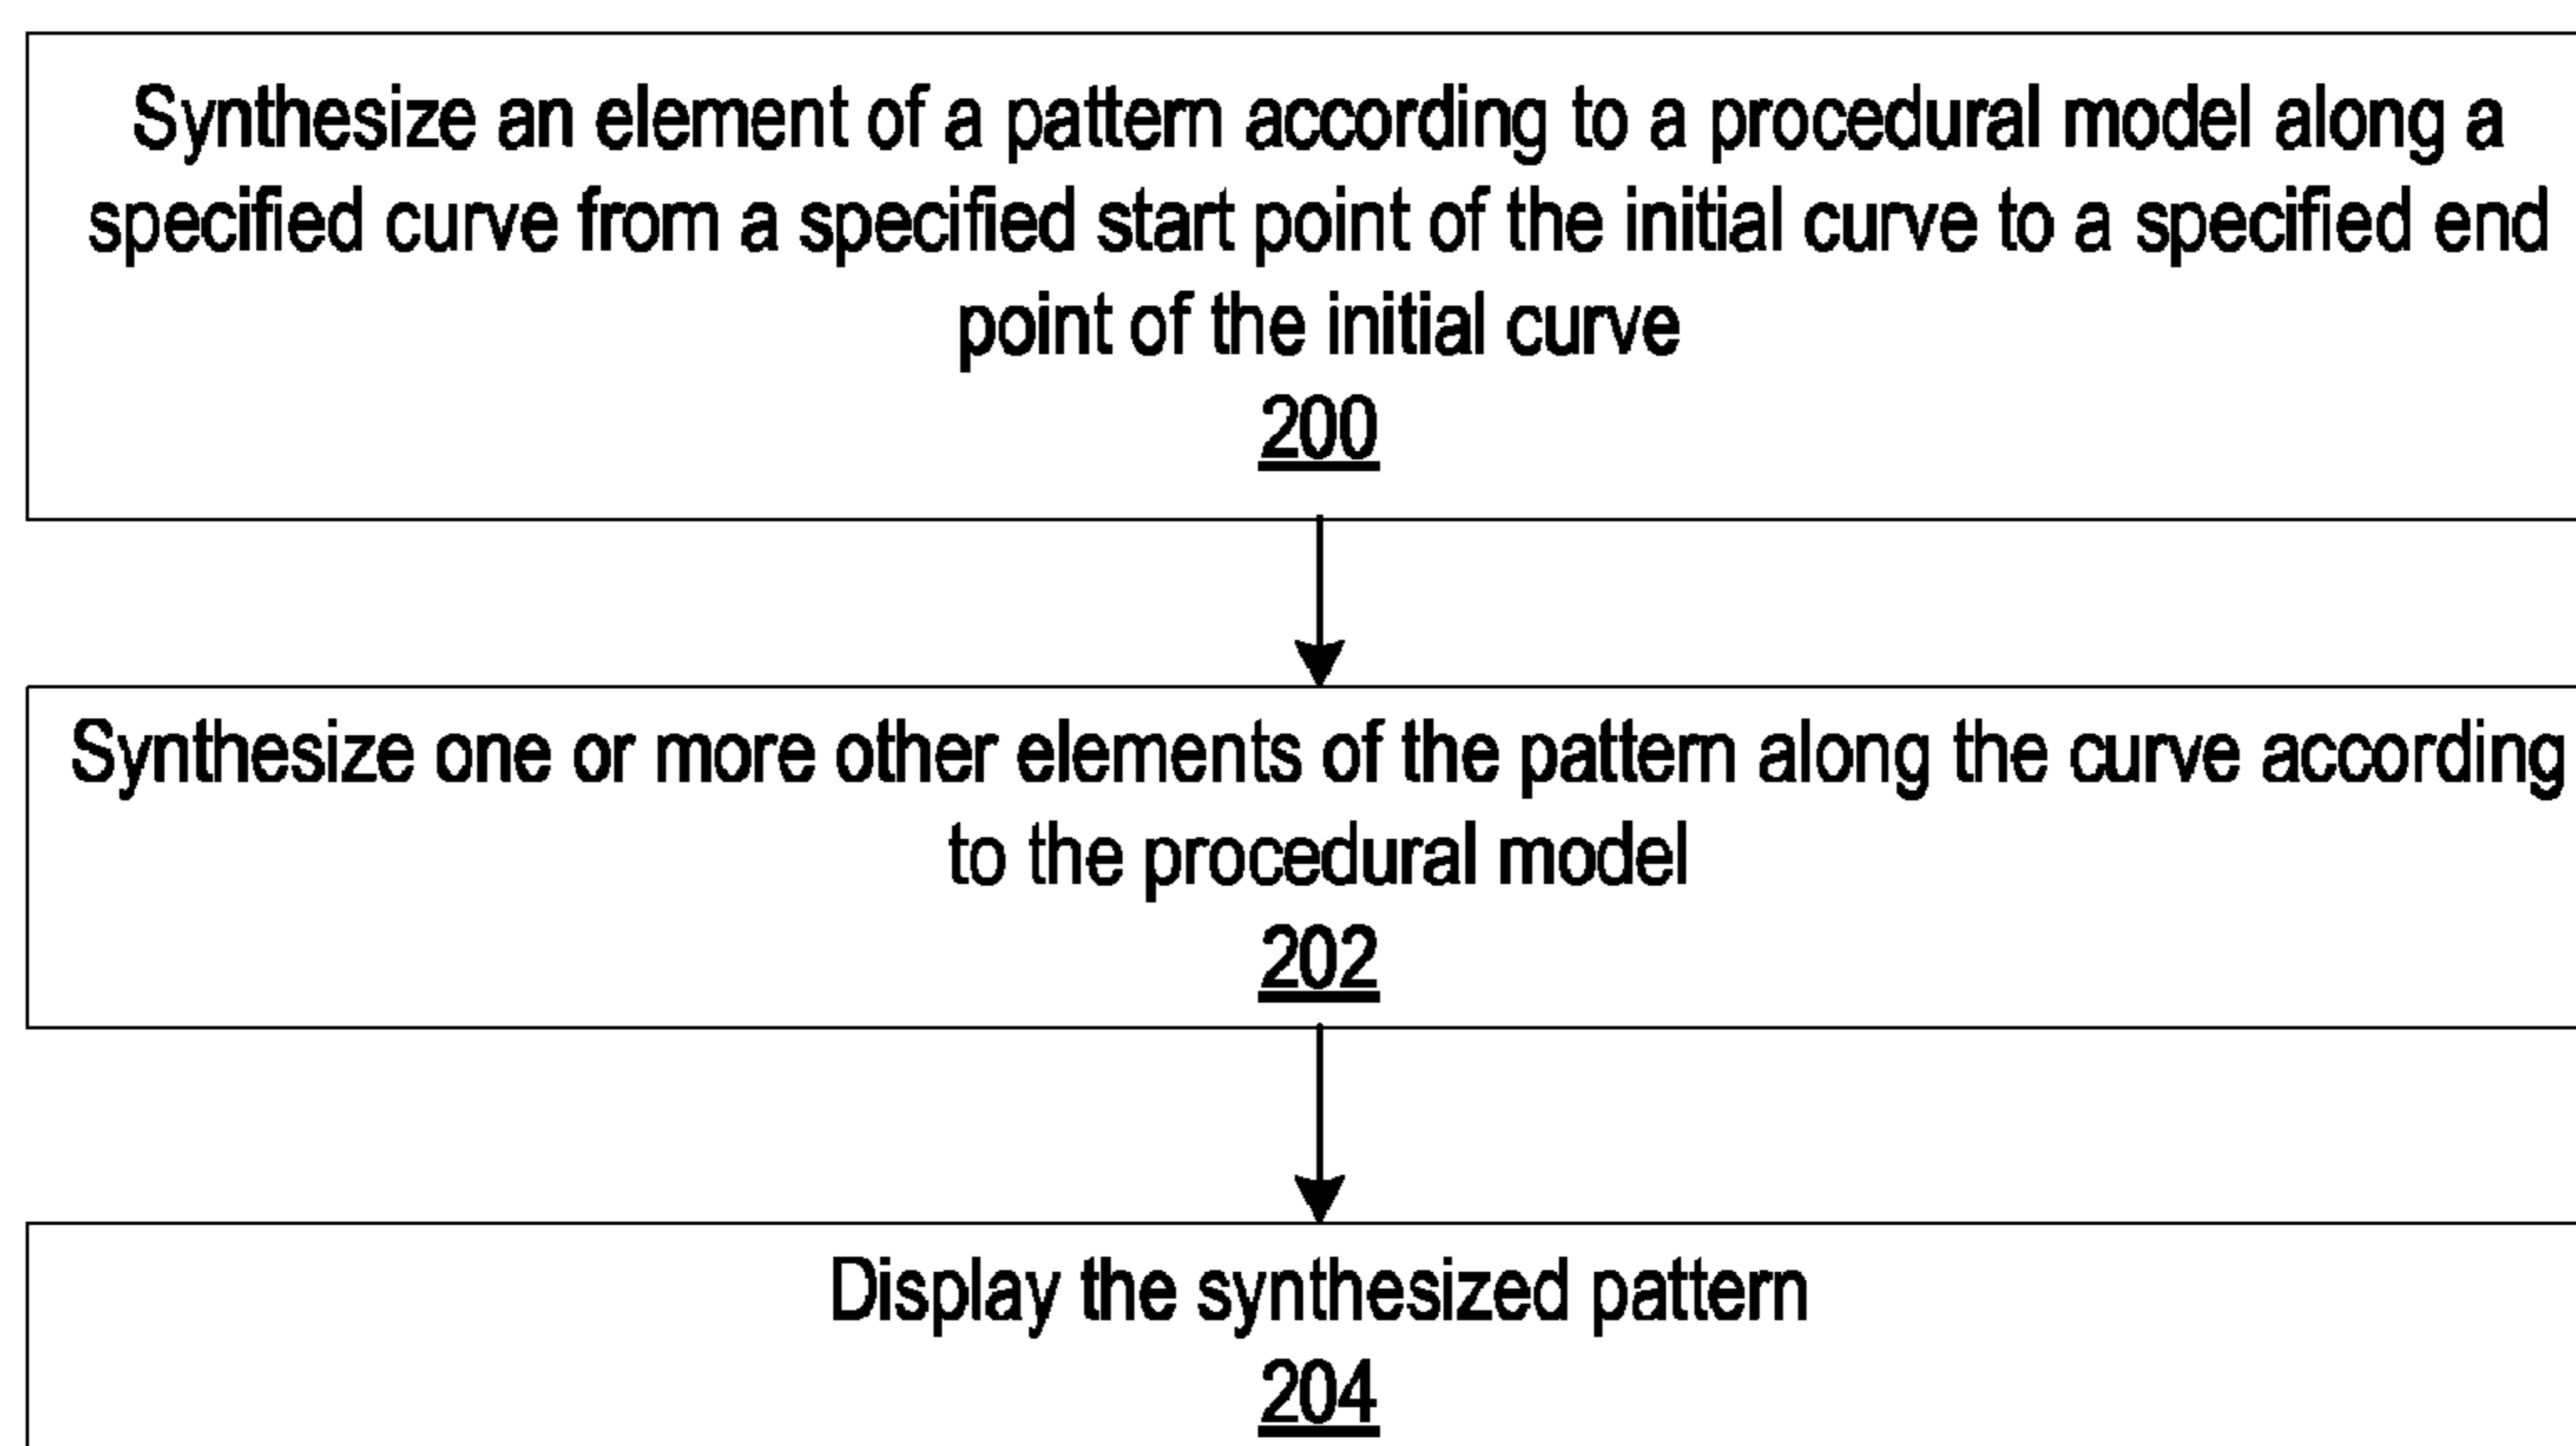 Synthesize an element of a pattern according to a procedural model along a
specified curve from a specified start point of the initial curve to a specified end
point of the initial curve
200
Synthesize one or more other elements of the pattern along the curve according
to the procedural model
202
Display the synthesized pattern
204